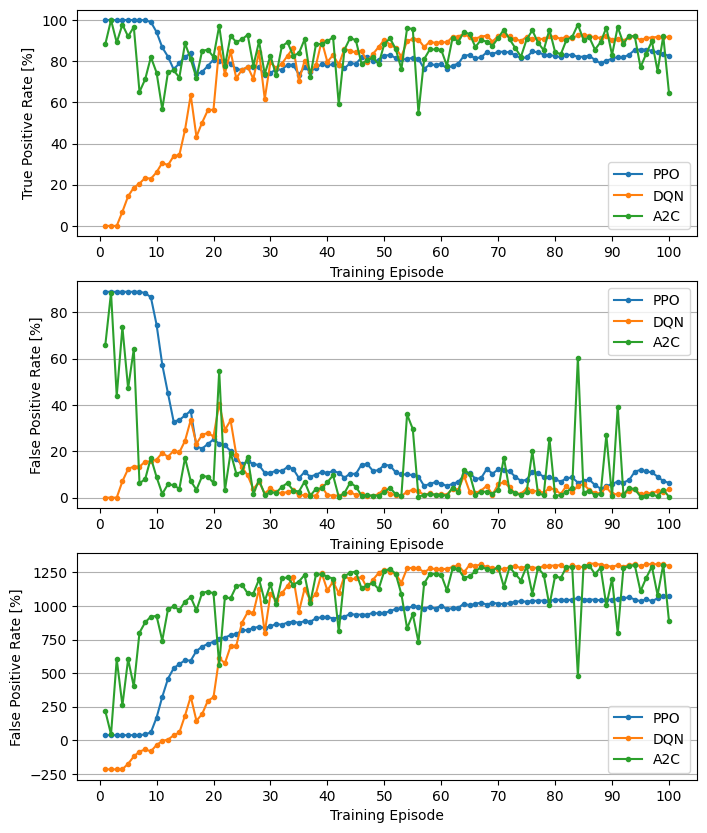 True Positive Rate [%]
100
80
60
40
20
0
PPO
DQN
A2C
0 10 20 30 40 50 60 70 80 90 100
Training Episode
False Positive Rate [%]
80
60
40
20
0
PPO
DQN
A2C
0 10 20 30 40 50 60 70 80 90 100
Training Episode
False Positive Rate [%]
1250
1000
750
500
250
0
−250
PPO
DQN
A2C
0 10 20 30 40 50 60 70 80 90 100
Training Episode